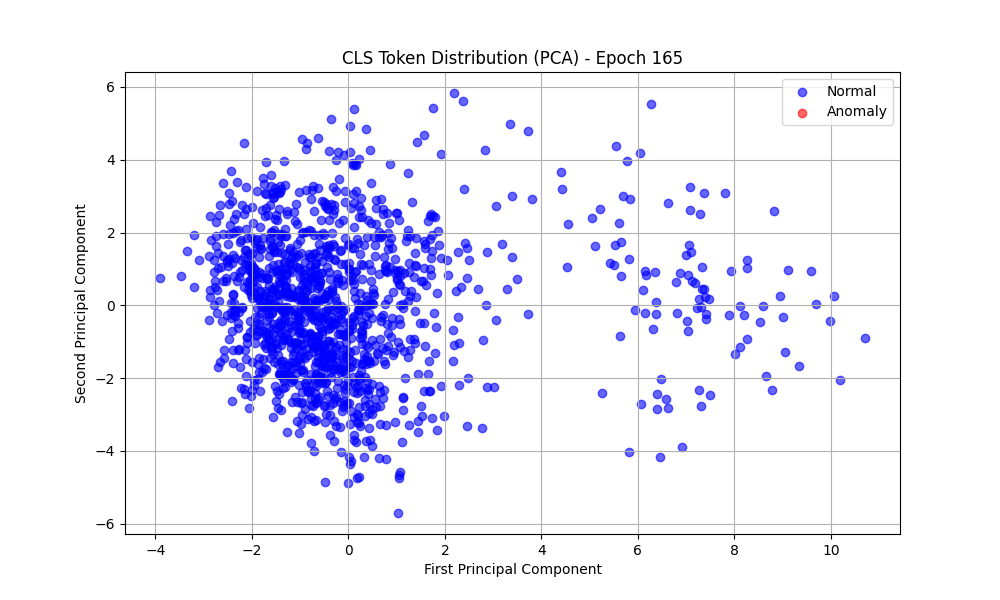 CLS Token Distribution (PCA) - Epoch 165
Normal
Anomaly
Second Principal Component
6
4
2
0
−2
−4
−6
−4 −2 0 2 4 6 8 10
First Principal Component